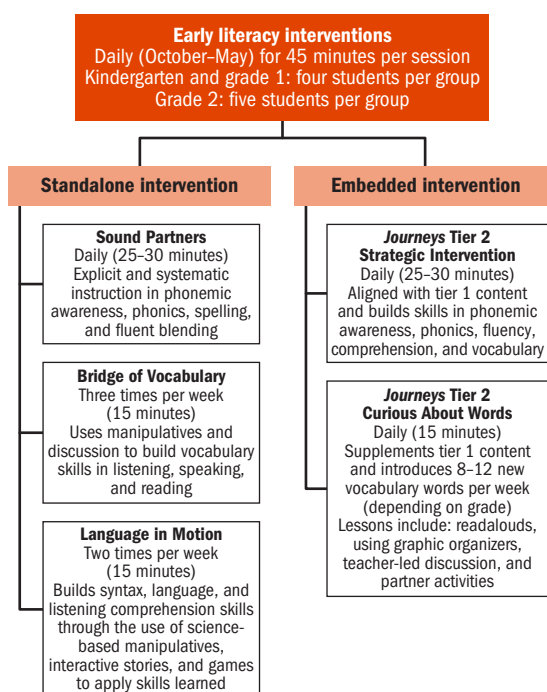 Early literacy interventions
Daily (October–May) for 45 minutes per session
Kindergarten and grade 1: four students per group
Grade 2: five students per group
Standalone intervention
Sound Partners
Daily (25–30 minutes)
Explicit and systematic
instruction in phonemic
awareness, phonics, spelling,
and fluent blending
Bridge of Vocabulary
Three times per week
(15 minutes)
Uses manipulatives and
discussion to build vocabulary
skills in listening, speaking,
and reading
Language in Motion
Two times per week
(15 minutes)
Builds syntax, language, and
listening comprehension skills
through the use of science-
based manipulatives,
interactive stories, and games
to apply skills learned
Embedded intervention
Journeys Tier 2
Strategic Intervention
Daily (25–30 minutes)
Aligned with tier 1 content
and builds skills in phonemic
awareness, phonics, fluency,
comprehension, and vocabulary
Journeys Tier 2
Curious About Words
Daily (15 minutes)
Supplements tier 1 content
and introduces 8–12 new
vocabulary words per week
(depending on grade)
Lessons include: readalouds,
using graphic organizers,
teacher-led discussion, and
partner activities